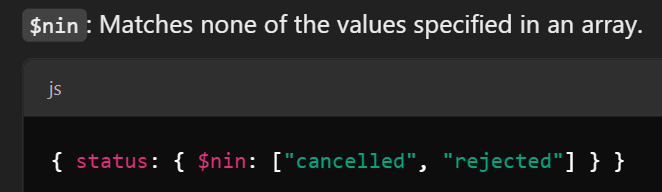 $nin: Matches none of the values specified in an array.
js
{ status: { $nin: ["cancelled", "rejected"] } }